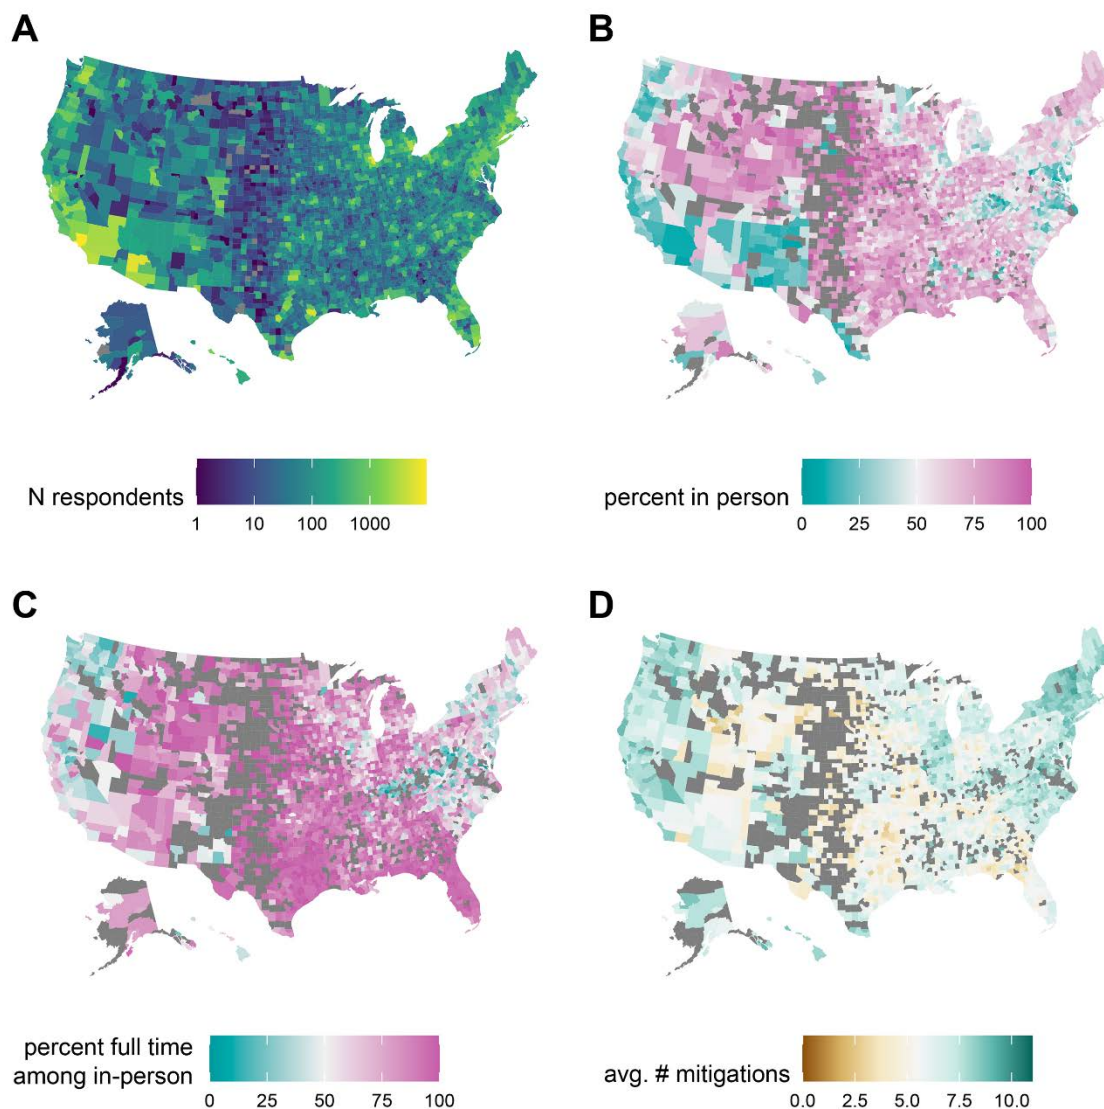 A
B
N respondents
1 10 100 1000
percent in person
0 25 50 75 100
C
D
percent full time
among in-person
0 25 50 75 100
avg. # mitigations
0.0 2.5 5.0 7.5 10.0